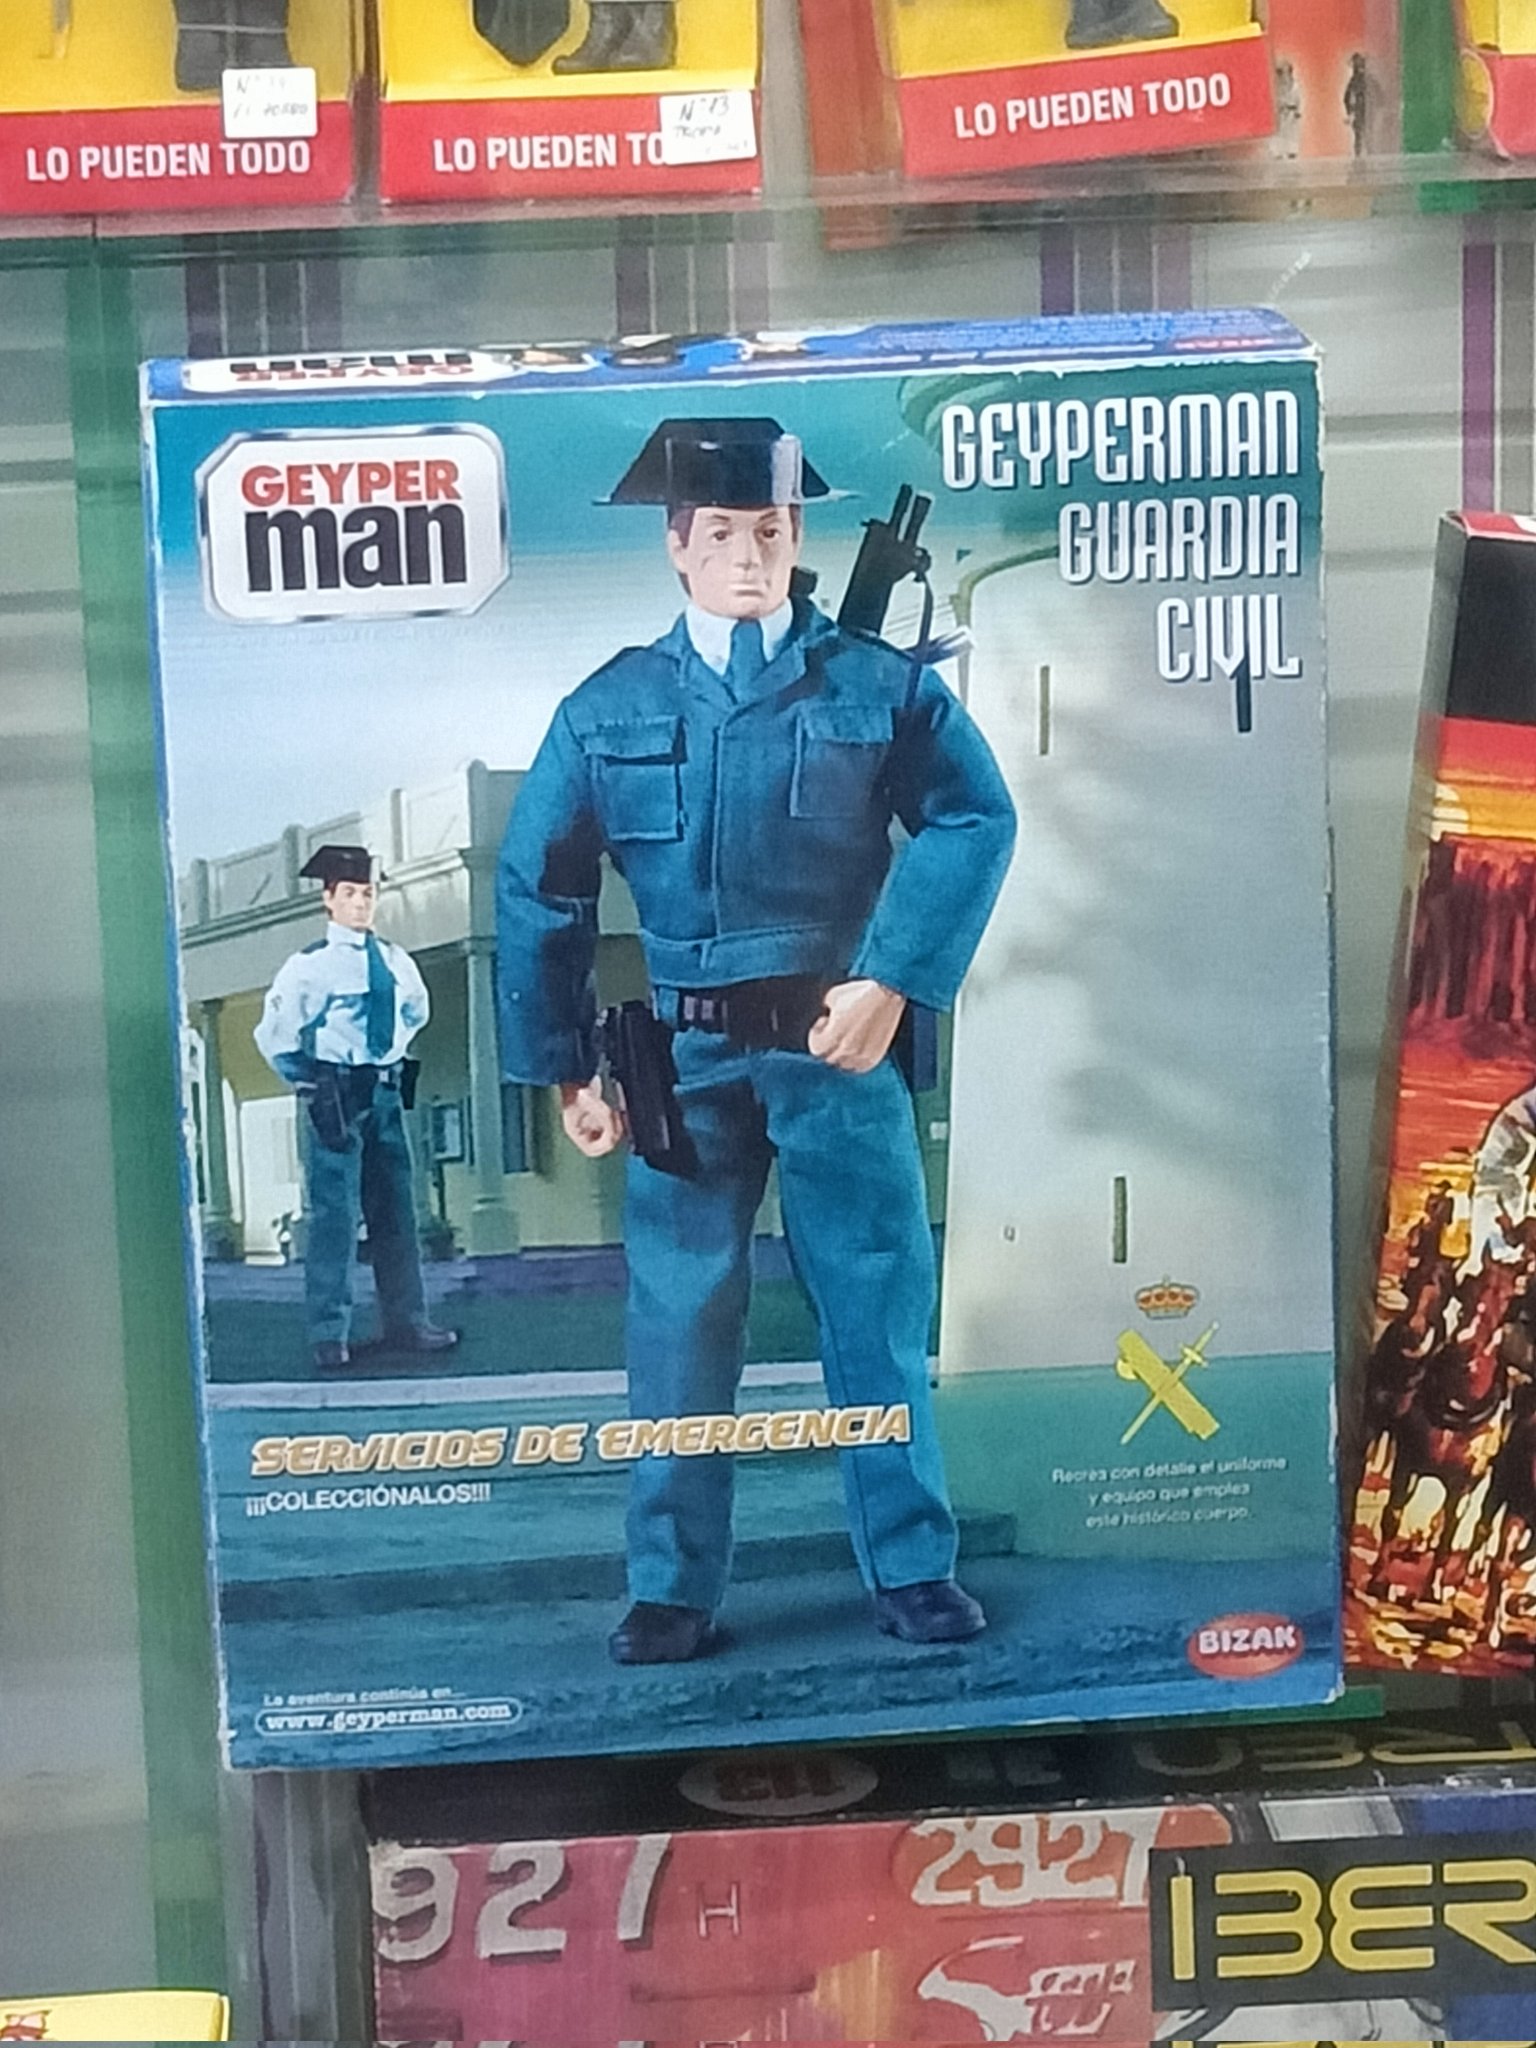 LO PUEDEN TODO
Nº 13
LO PUEDEN TO
LO PUEDEN TODO
GEYPER
man
GEYPERMAN
GUARDIA
CIVIL
SERVICIOS DE EMERGENCIA
¡¡¡COLECCIÓNALOS!!!
Recrea con detalle el uniforme
y equipo que emplea
este histórico cuerpo.
BIZAK
La aventura continúa en...
www.geyperman.com
927
H
2927
IBER